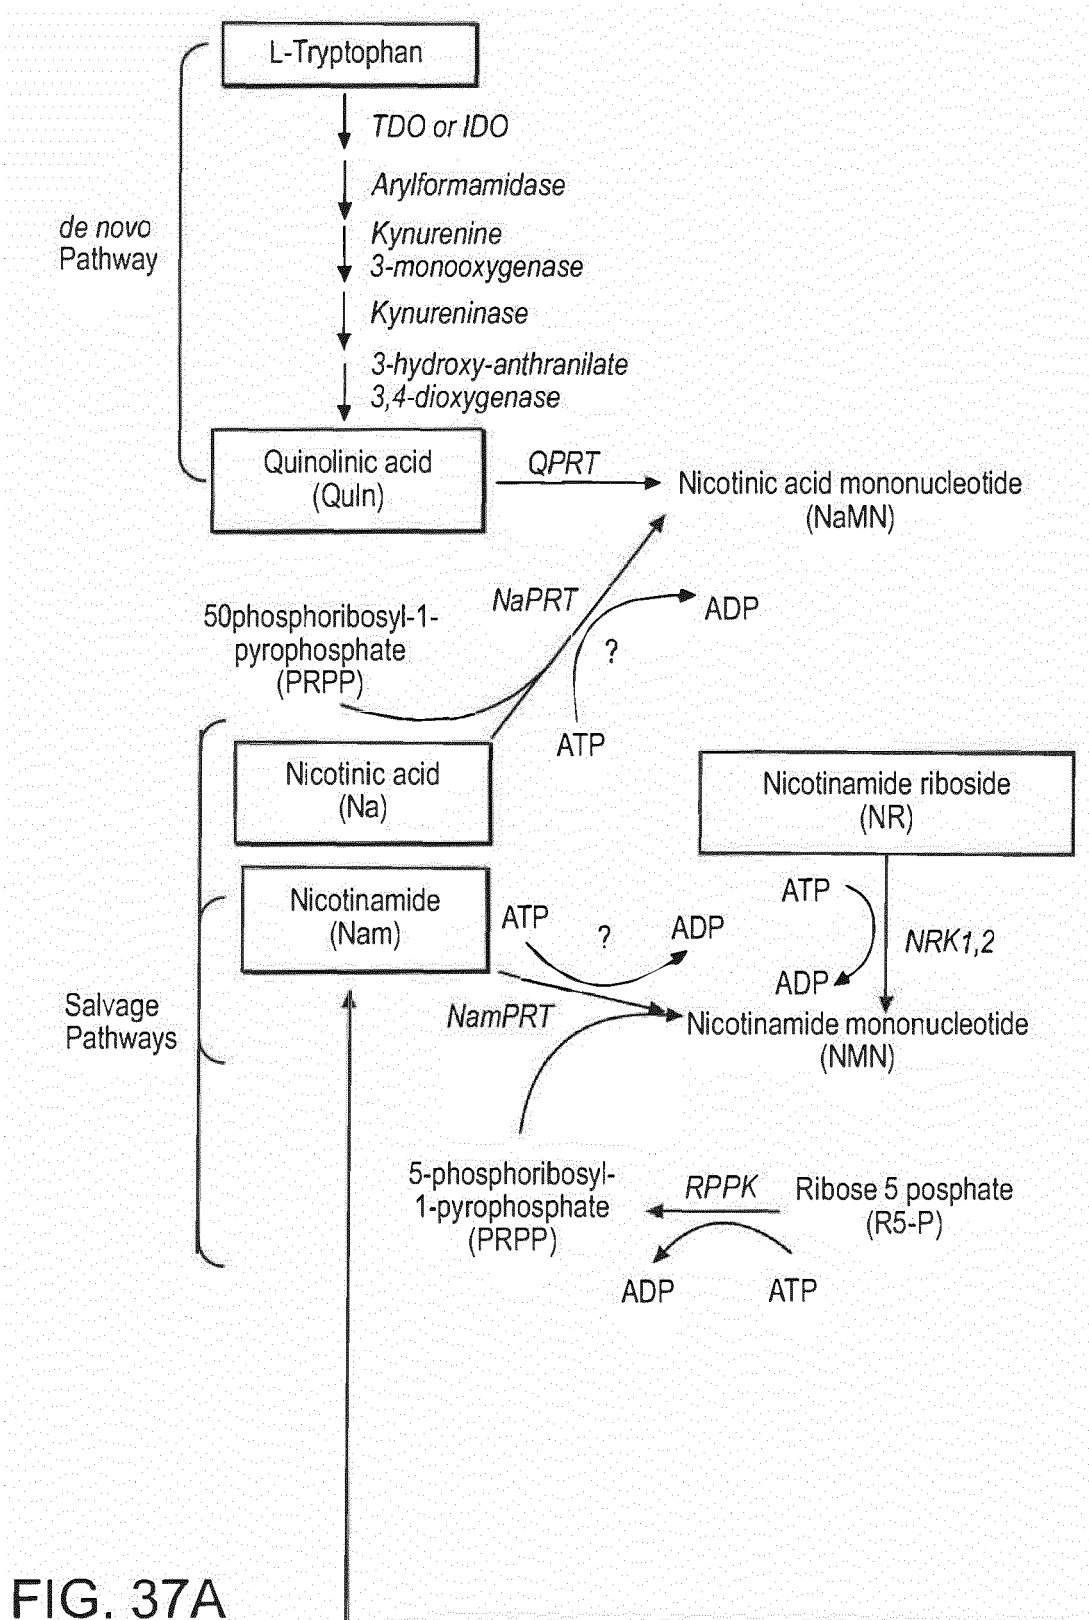 L-Tryptophan
TDO or IDO
Arylformamidase
de novo
Pathway
Kynurenine
3-monooxygenase
Kynureninase
3-hydroxy-anthranilate
3,4-dioxygenase
Quinolinic acid
(Quln)
QPRT
Nicotinic acid mononucleotide
(NaMN)
NaPRT
ADP
50phosphoribosyl-1-
pyrophosphate
(PRPP)
?
ATP
Nicotinic acid
(Na)
Nicotinamide riboside
(NR)
Nicotinamide
(Nam)
ATP
?
ADP
ATP
ADP
NRK1,2
Salvage
Pathways
NamPRT
Nicotinamide mononucleotide
(NMN)
5-phosphoribosyl-
1-pyrophosphate
(PRPP)
RPPK
Ribose 5 posphate
(R5-P)
ADP
ATP
FIG. 37A